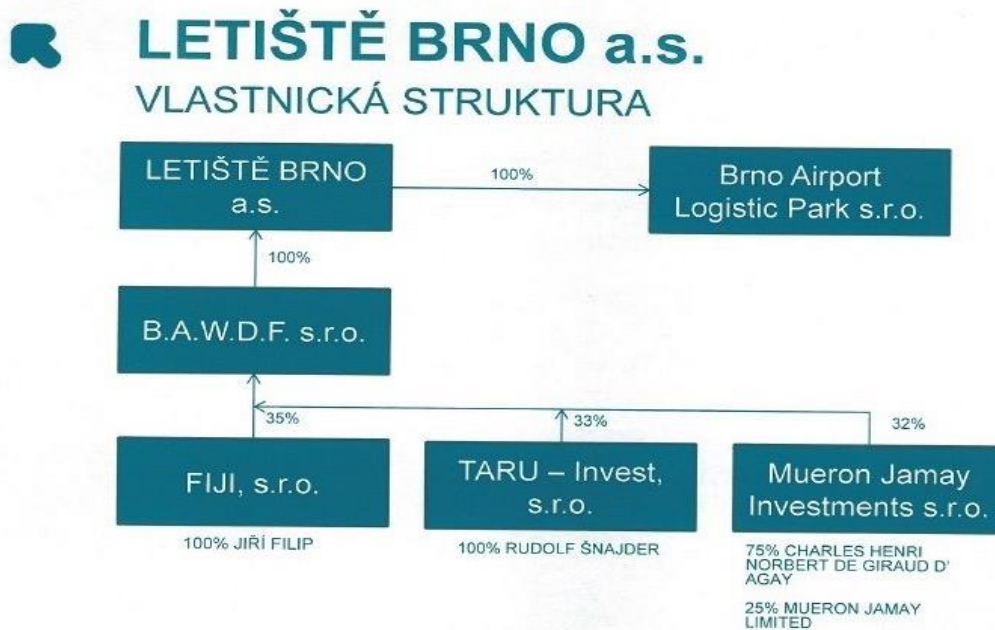 LETIŠTĚ BRNO a.s.
VLASTNICKÁ STRUKTURA
LETIŠTĚ BRNO
a.s.
100%
Brno Airport
Logistic Park s.r.o.
100%
B.A.W.D.F. s.r.o.
35%
33%
32%
FIJI, s.r.o.
TARU – Invest,
s.r.o.
Mueron Jamay
Investments s.r.o.
100% JIŘÍ FILIP
100% RUDOLF ŠNAJDER
75% CHARLES HENRI
NORBERT DE GIRAUD D'
AGAY
25% MUERON JAMAY
LIMITED